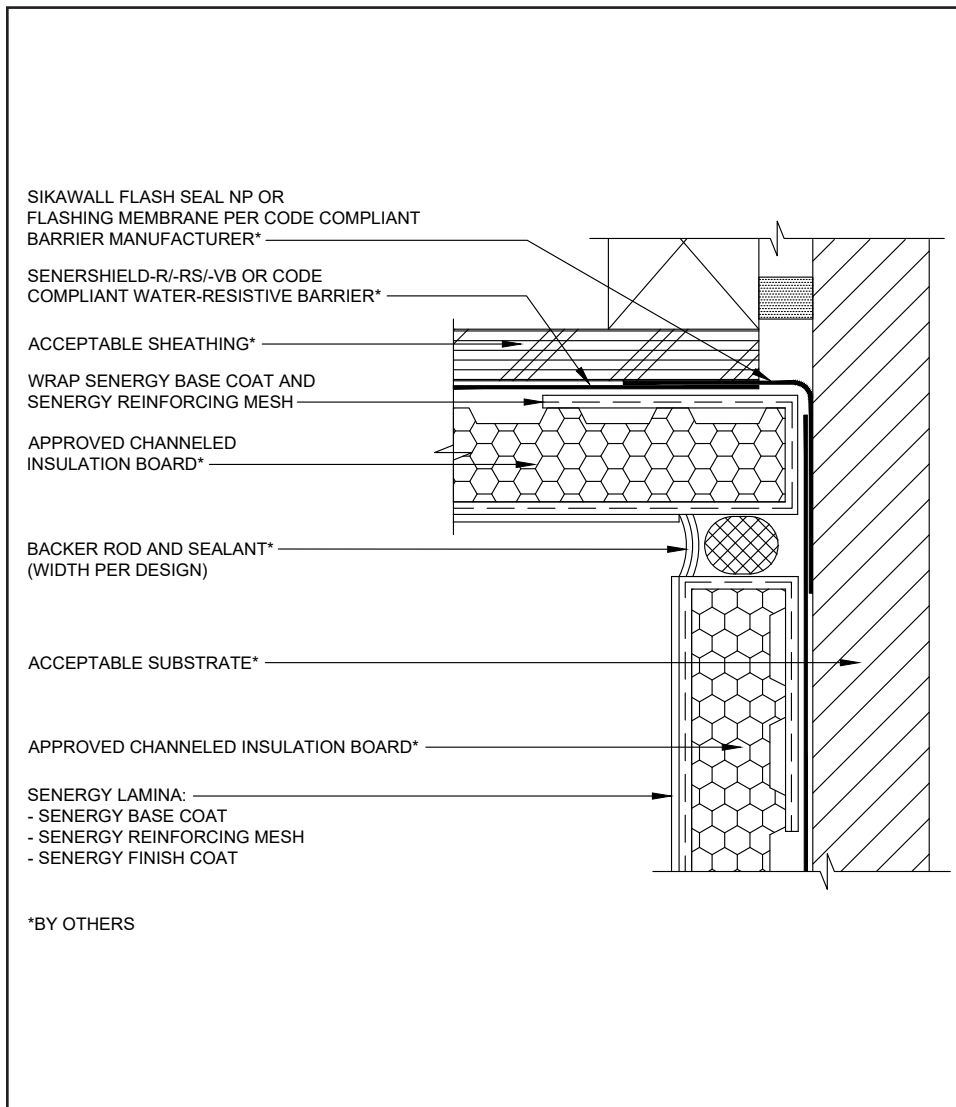 SIKAWALL FLASH SEAL NP OR
FLASHING MEMBRANE PER CODE COMPLIANT
BARRIER MANUFACTURER*
SENERSHIELD-R/-RS/-VB OR CODE
COMPLIANT WATER-RESISTIVE BARRIER*
ACCEPTABLE SHEATHING*
WRAP SENERGY BASE COAT AND
SENERGY REINFORCING MESH
APPROVED CHANNELED
INSULATION BOARD*
BACKER ROD AND SEALANT*
(WIDTH PER DESIGN)
ACCEPTABLE SUBSTRATE*
APPROVED CHANNELED INSULATION BOARD*
SENERGY LAMINA:
- SENERGY BASE COAT
- SENERGY REINFORCING MESH
- SENERGY FINISH COAT
*BY OTHERS